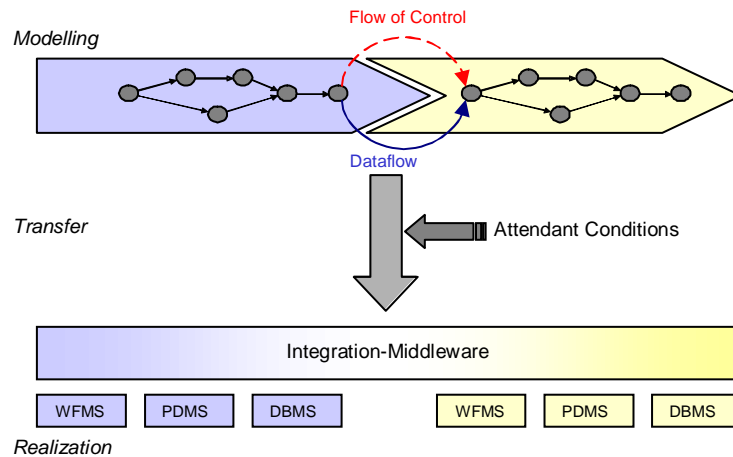 Flow of Control
Modelling
Dataflow
Transfer
Attendant Conditions
Integration-Middleware
WFMS PDMS DBMS WFMS PDMS DBMS
Realization